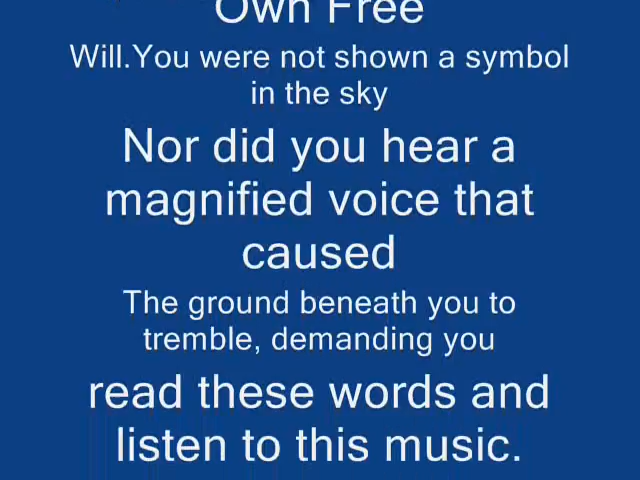 Own Free
Will.You were not shown a symbol
in the sky
Nor did you hear a
magnified voice that
caused
The ground beneath you to
tremble, demanding you
read these words and
listen to this music.